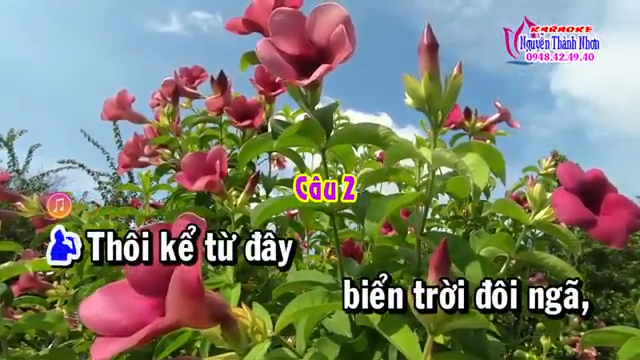 KARAOKE
Nguyễn Thành Nhơn
0948.42.49.40
Câu 2
Thôi kể từ đây
biển trời đôi ngã,